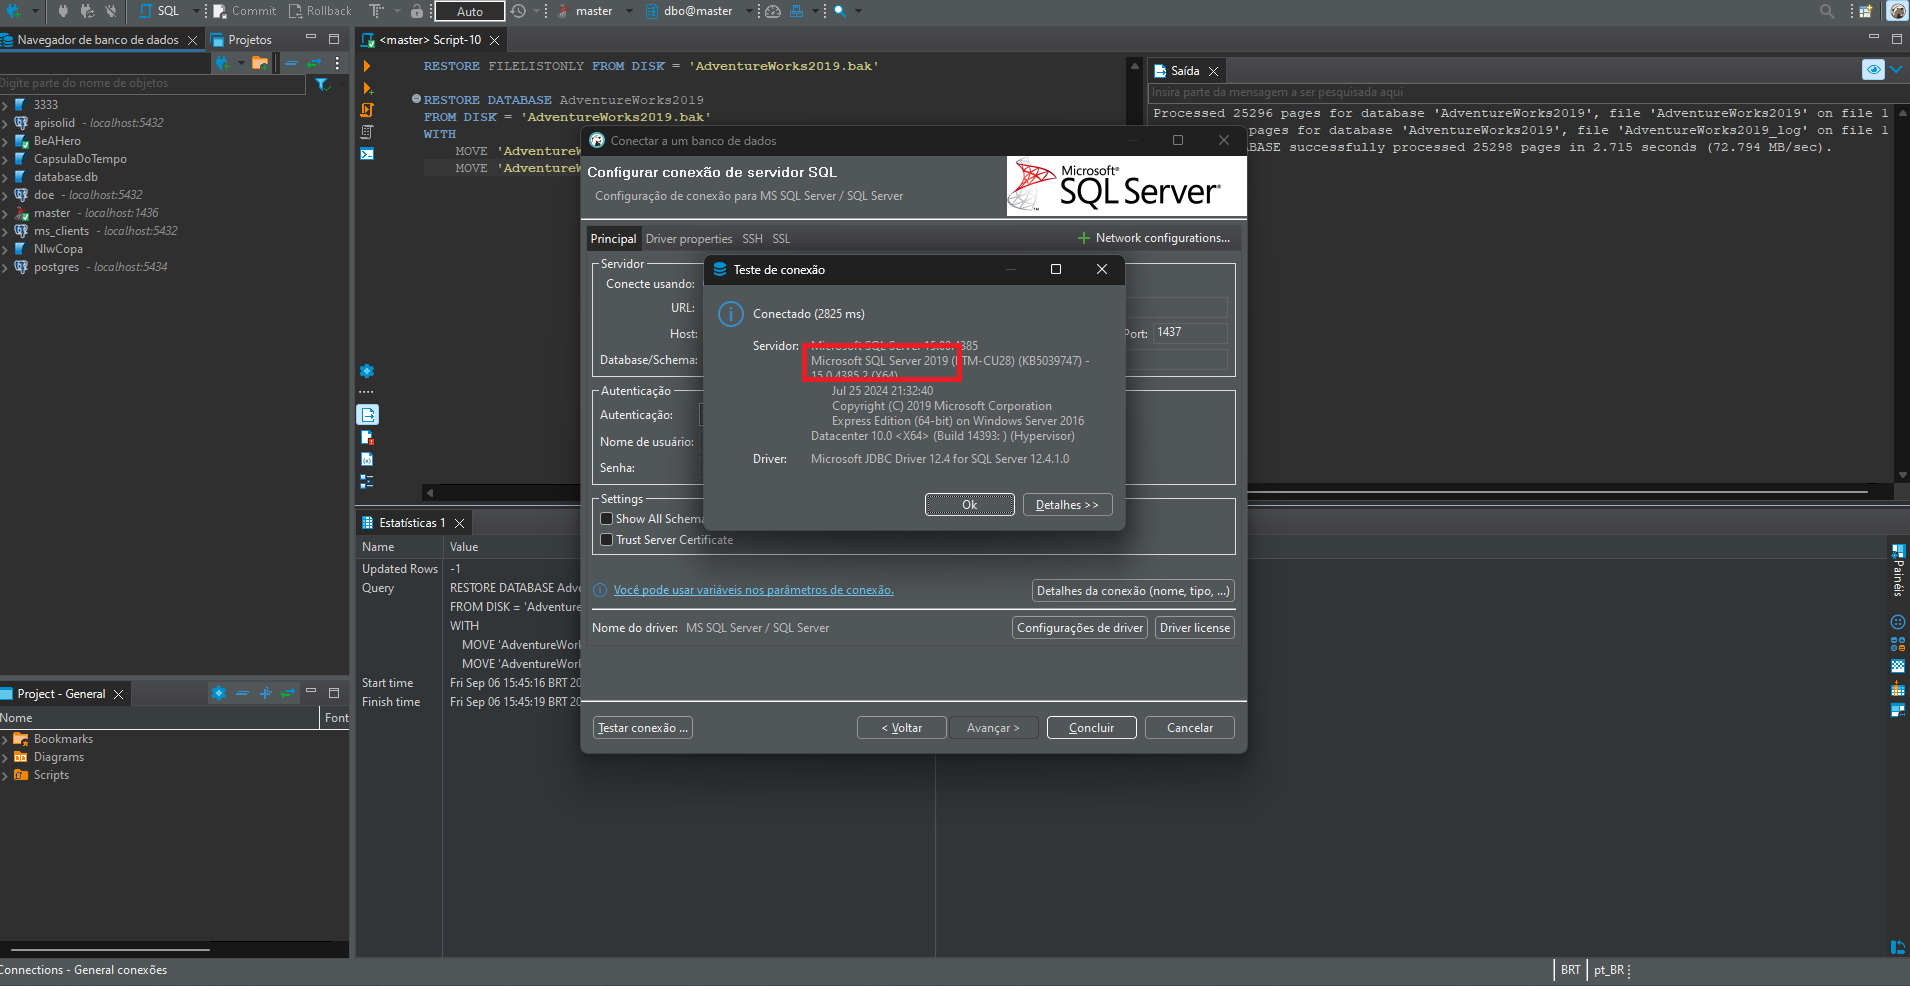 SQL
Commit
Rollback
Auto
master
dbo@master
Navegador de banco de dados
Projetos
<master> Script-10
Digite parte do nome de objetos
3333
apisolid - localhost:5432
BeAHero
CapsulaDoTempo
database.db
doe - localhost:5432
master - localhost:1436
ms_clients - localhost:5432
NlwCopa
postgres - localhost:5434
RESTORE FILELISTONLY FROM DISK = 'AdventureWorks2019.bak'
RESTORE DATABASE AdventureWorks2019
FROM DISK = 'AdventureWorks2019.bak'
WITH
MOVE 'AdventureW
MOVE 'AdventureW
Saída
Insira parte da mensagem a ser pesquisada aqui
Processed 25296 pages for database 'AdventureWorks2019', file 'AdventureWorks2019' on file 1
pages for database 'AdventureWorks2019', file 'AdventureWorks2019_log' on file 1
BASE successfully processed 25298 pages in 2.715 seconds (72.794 MB/sec).
Conectar a um banco de dados
Configurar conexão de servidor SQL
Configuração de conexão para MS SQL Server / SQL Server
Microsoft®
SQL Server®
Principal
Driver properties
SSH
SSL
Network configurations...
Servidor
Conecte usando:
URL:
Host:
Port:
1437
Database/Schema:
Autenticação
Autenticação:
Nome de usuário:
Senha:
Settings
Show All Schema
Trust Server Certificate
Teste de conexão
Conectado (2825 ms)
Servidor:
Microsoft SQL Server 15.00.4385
Microsoft SQL Server 2019 (RTM-CU28) (KB5039747) -
15.0.4385.2 (X64)
Jul 25 2024 21:32:40
Copyright (C) 2019 Microsoft Corporation
Express Edition (64-bit) on Windows Server 2016
Datacenter 10.0 <X64> (Build 14393: ) (Hypervisor)
Driver:
Microsoft JDBC Driver 12.4 for SQL Server 12.4.1.0
Ok
Detalhes >>
Você pode usar variáveis nos parâmetros de conexão.
Detalhes da conexão (nome, tipo, ...)
Nome do driver: MS SQL Server / SQL Server
Configurações de driver
Driver license
Testar conexão ...
< Voltar
Avançar >
Concluir
Cancelar
Estatísticas 1
Name
Value
Updated Rows
-1
Query
RESTORE DATABASE Adve
FROM DISK = 'Adventure
WITH
MOVE 'AdventureWork
MOVE 'AdventureWork
Start time
Fri Sep 06 15:45:16 BRT 20
Finish time
Fri Sep 06 15:45:19 BRT 20
Painéis
Project - General
Nome
Font
Bookmarks
Diagrams
Scripts
Connections - General conexões
BRT
pt_BR